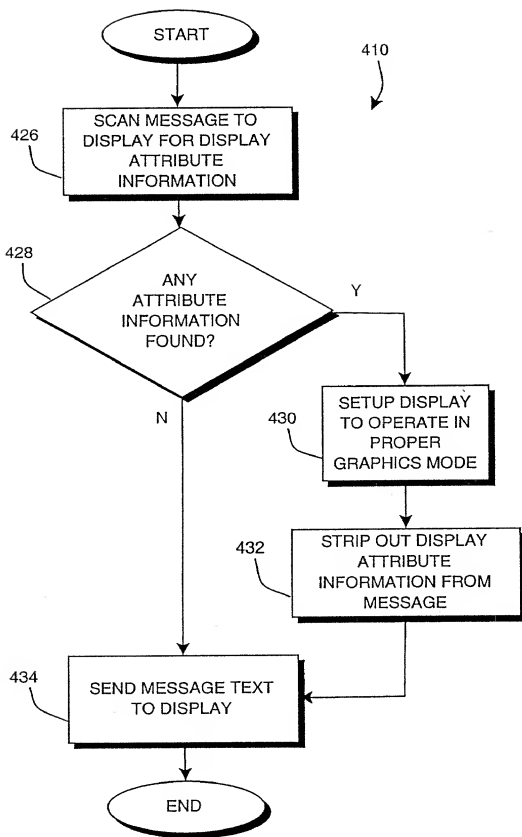 START
410
426
SCAN MESSAGE TO
DISPLAY FOR DISPLAY
ATTRIBUTE
INFORMATION
428
ANY
ATTRIBUTE
INFORMATION
FOUND?
Y
N
430
SETUP DISPLAY
TO OPERATE IN
PROPER
GRAPHICS MODE
432
STRIP OUT DISPLAY
ATTRIBUTE
INFORMATION FROM
MESSAGE
434
SEND MESSAGE TEXT
TO DISPLAY
END